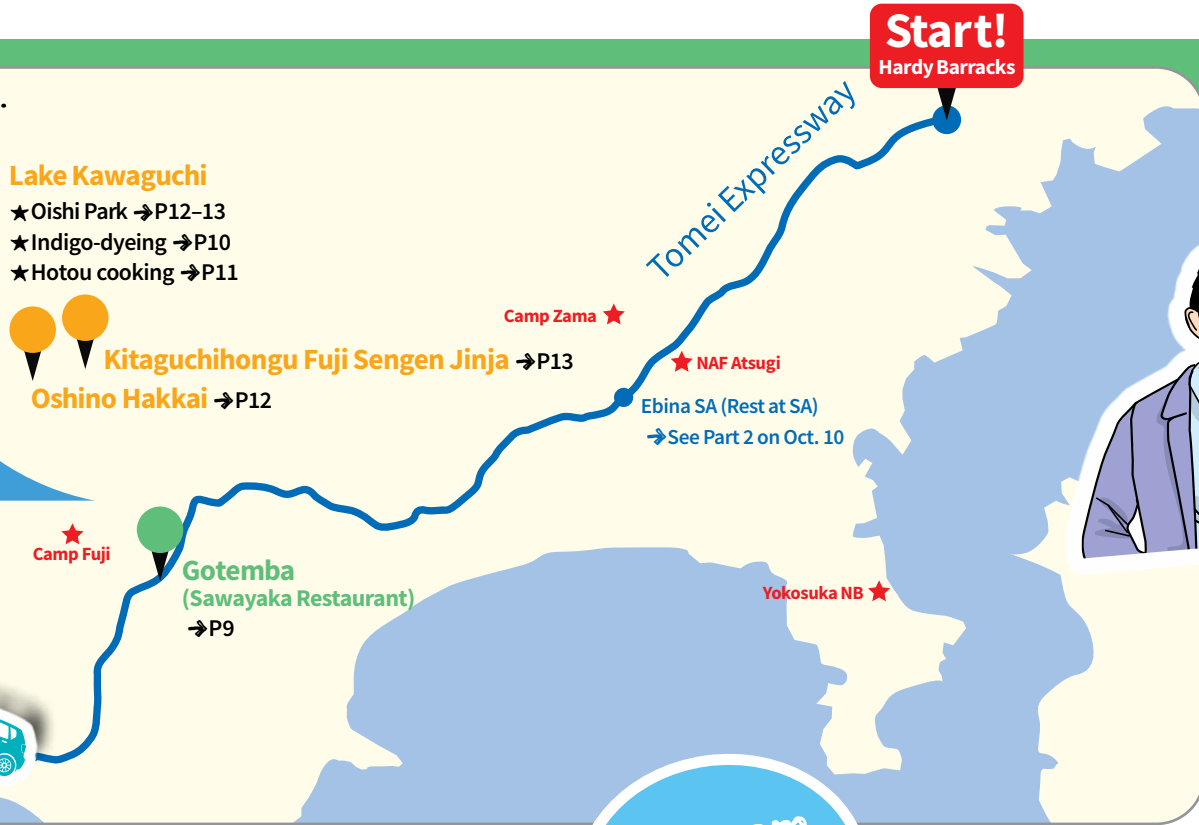 Start!
Hardy Barracks
.
Tomei Expressway
Lake Kawaguchi
★Oishi Park →P12–13
★Indigo-dyeing →P10
★Hotou cooking →P11
Camp Zama ★
Kitaguchihongu Fuji Sengen Jinja →P13
★ NAF Atsugi
Oshino Hakkai →P12
Ebina SA (Rest at SA)
→See Part 2 on Oct. 10
Camp Fuji
Gotemba
(Sawayaka Restaurant)
→P9
Yokosuka NB ★